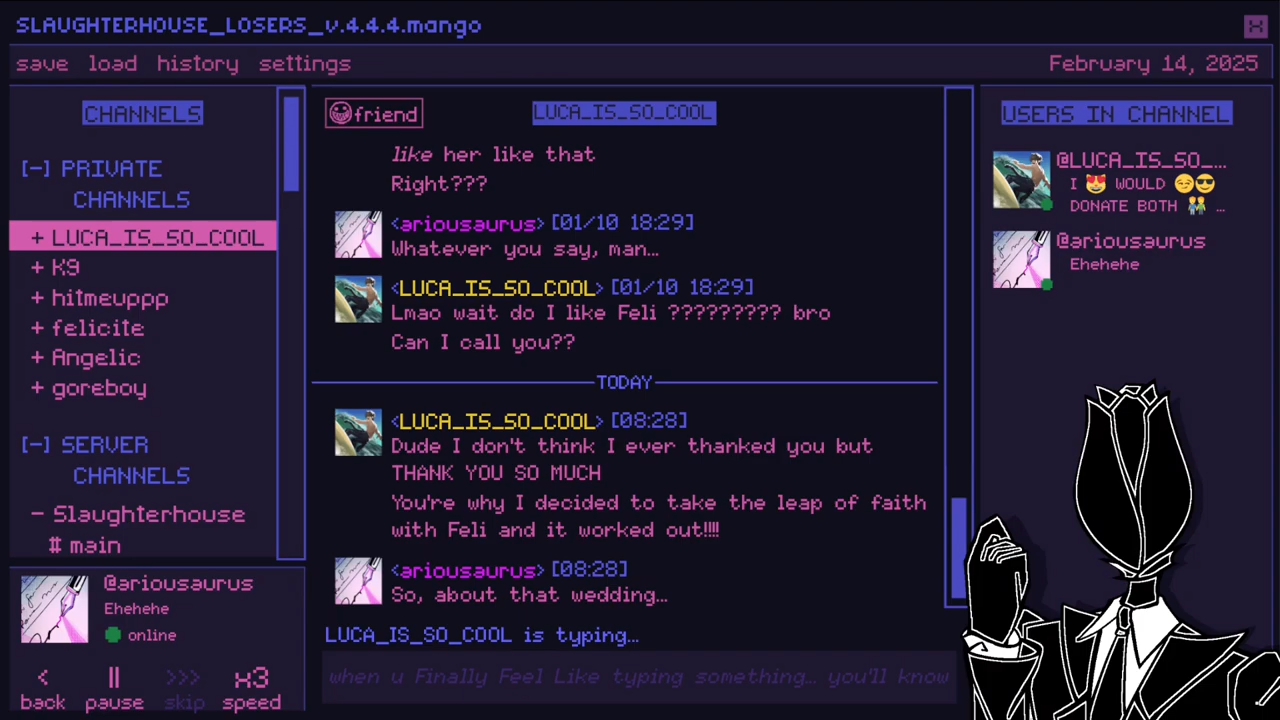 SLAUGHTERHOUSE_LOSERS_v.4.4.4.mango
X
save load history settings
February 14, 2025
CHANNELS
[-] PRIVATE
CHANNELS
+ LUCA_IS_SO_COOL
+ K9
+ hitmeuppp
+ felicite
+ Angelic
+ goreboy
[-] SERVER
CHANNELS
- Slaughterhouse
# main
@ariousaurus
Ehehehe
online
< || >>> x3
back pause skip speed
friend
LUCA_IS_SO_COOL
like her like that
Right???
<ariousaurus> [01/10 18:29]
Whatever you say, man…
<LUCA_IS_SO_COOL> [01/10 18:29]
Lmao wait do I like Feli ????????? bro
Can I call you??
TODAY
<LUCA_IS_SO_COOL> [08:28]
Dude I don't think I ever thanked you but
THANK YOU SO MUCH
You're why I decided to take the leap of faith
with Feli and it worked out!!!!
<ariousaurus> [08:28]
So, about that wedding…
LUCA_IS_SO_COOL is typing…
when u Finally Feel Like typing something… you'll know
USERS IN CHANNEL
@LUCA_IS_SO_…
I 😻 WOULD 😏😎
DONATE BOTH 👬 …
@ariousaurus
Ehehehe